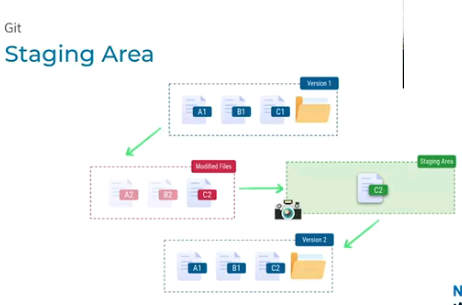 Git
Staging Area
Version 1
A1 B1 C1
Modified Files
A2 B2 C2
Staging Area
C2
Version 2
A1 B1 C2
N